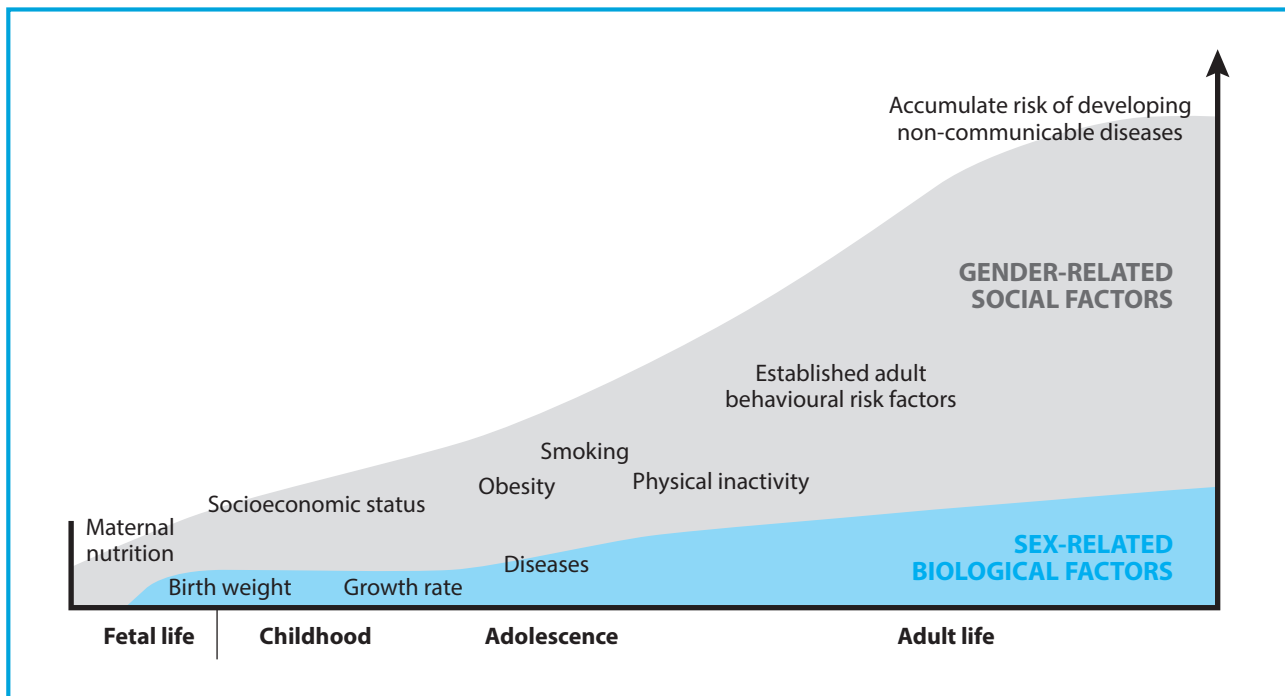 Accumulate risk of developing
non-communicable diseases
GENDER-RELATED
SOCIAL FACTORS
Established adult
behavioural risk factors
Smoking
Obesity
Physical inactivity
Socioeconomic status
Maternal
nutrition
SEX-RELATED
BIOLOGICAL FACTORS
Diseases
Birth weight
Growth rate
Fetal life
Childhood
Adolescence
Adult life